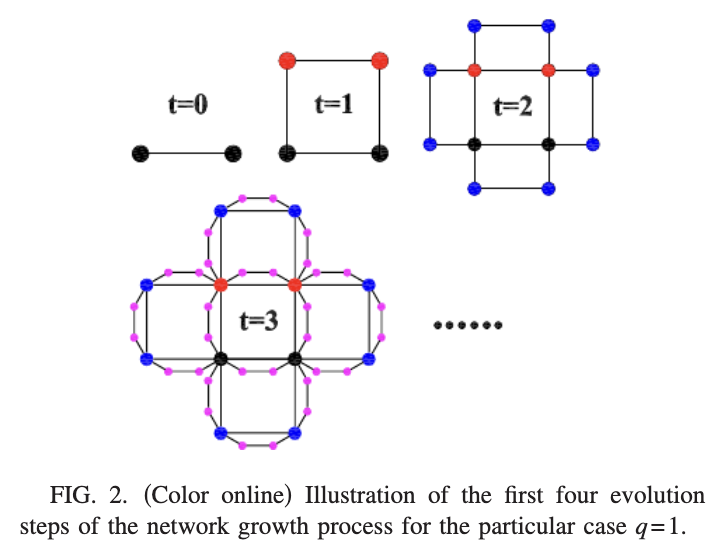 t=0
t=1
t=2
t=3
FIG. 2. (Color online) Illustration of the first four evolution
steps of the network growth process for the particular case q=1.